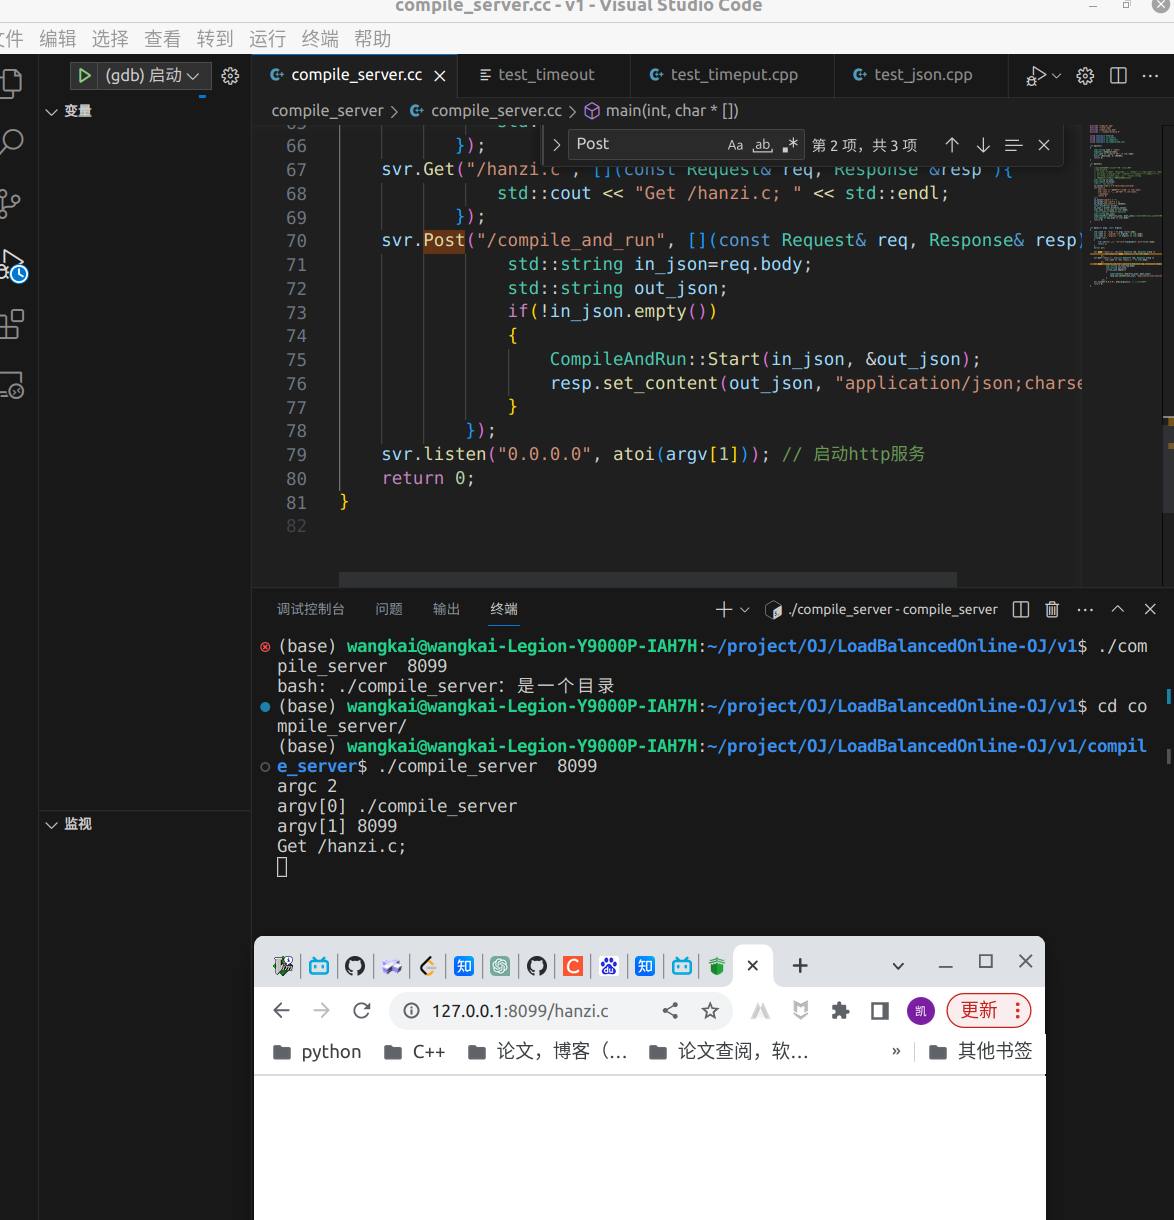 compile_server.cc - v1 - Visual Studio Code
文件 编辑 选择 查看 转到 运行 终端 帮助
(gdb) 启动
compile_server.cc
test_timeout
test_timeput.cpp
test_json.cpp
变量
compile_server > compile_server.cc > main(int, char * [])
Post
Aa ab .* 第 2 项，共 3 项
66 });
67 svr.Get("/hanzi.c", [](const Request& req, Response &resp ){
68 std::cout << "Get /hanzi.c; " << std::endl;
69 });
70 svr.Post("/compile_and_run", [](const Request& req, Response& resp)
71 std::string in_json=req.body;
72 std::string out_json;
73 if(!in_json.empty())
74 {
75 CompileAndRun::Start(in_json, &out_json);
76 resp.set_content(out_json, "application/json;charse
77 }
78 });
79 svr.listen("0.0.0.0", atoi(argv[1])); // 启动http服务
80 return 0;
81 }
82
调试控制台 问题 输出 终端
./compile_server - compile_server
(base) wangkai@wangkai-Legion-Y9000P-IAH7H:~/project/OJ/LoadBalancedOnline-OJ/v1$ ./com
pile_server  8099
bash: ./compile_server: 是一个目录
(base) wangkai@wangkai-Legion-Y9000P-IAH7H:~/project/OJ/LoadBalancedOnline-OJ/v1$ cd co
mpile_server/
(base) wangkai@wangkai-Legion-Y9000P-IAH7H:~/project/OJ/LoadBalancedOnline-OJ/v1/compil
e_server$ ./compile_server  8099
argc 2
argv[0] ./compile_server
argv[1] 8099
Get /hanzi.c;
监视
知 C du 知
127.0.0.1:8099/hanzi.c
凯 更新
python C++ 论文，博客（... 论文查阅，软... » 其他书签